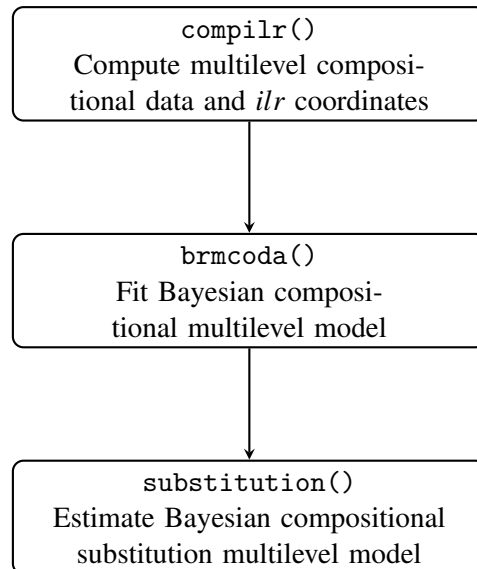 compilr()
Compute multilevel composi-
tional data and ilr coordinates
brmcoda()
Fit Bayesian composi-
tional multilevel model
substitution()
Estimate Bayesian compositional
substitution multilevel model